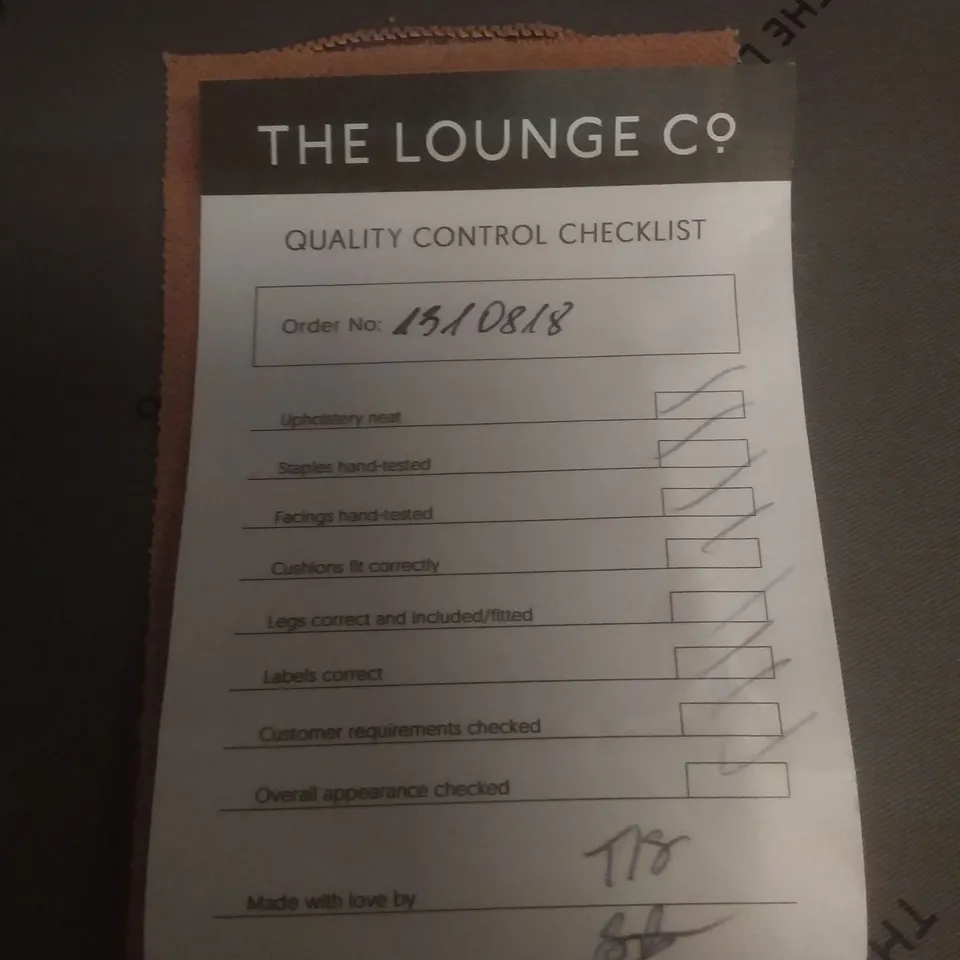 THE LOUNGE Co
QUALITY CONTROL CHECKLIST
Order No: 1310818
Upholstery neat
Staples hand-tested
Facings hand-tested
Cushions fit correctly
Legs correct and included/fitted
Labels correct
Customer requirements checked
Overall appearance checked
Made with love by